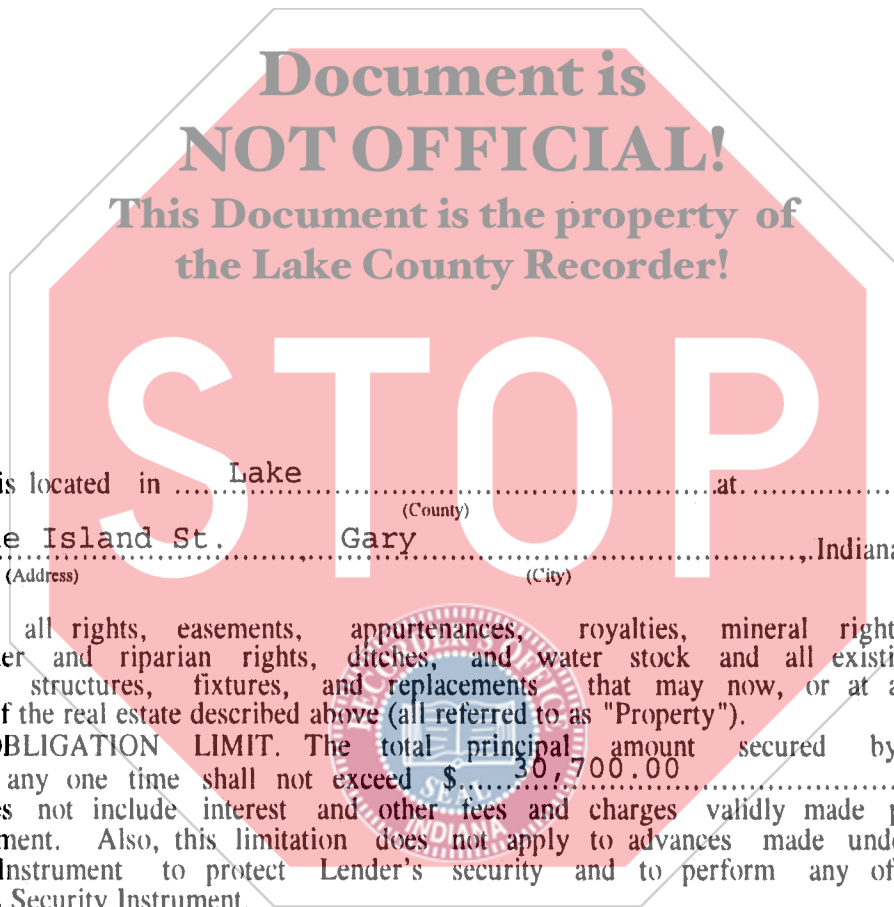 Document is
NOT OFFICIAL!
This Document is the property of
the Lake County Recorder!
STOP
is located in ..... Lake ..... at .....
(County)
Island St. ....., Gary ....., Indiana
(Address) (City)
all rights, easements, appurtenances, royalties, mineral right
and riparian rights, ditches, and water stock and all existi
structures, fixtures, and replacements that may now, or at a
f the real estate described above (all referred to as "Property").
OBLIGATION LIMIT. The total principal amount secured by
any one time shall not exceed $..... 30,700.00 .....
not include interest and other fees and charges validly made p
ment. Also, this limitation does not apply to advances made und
Instrument to protect Lender's security and to perform any of
Security Instrument.
RECORDER'S OFFICE
SEAL
INDIANA